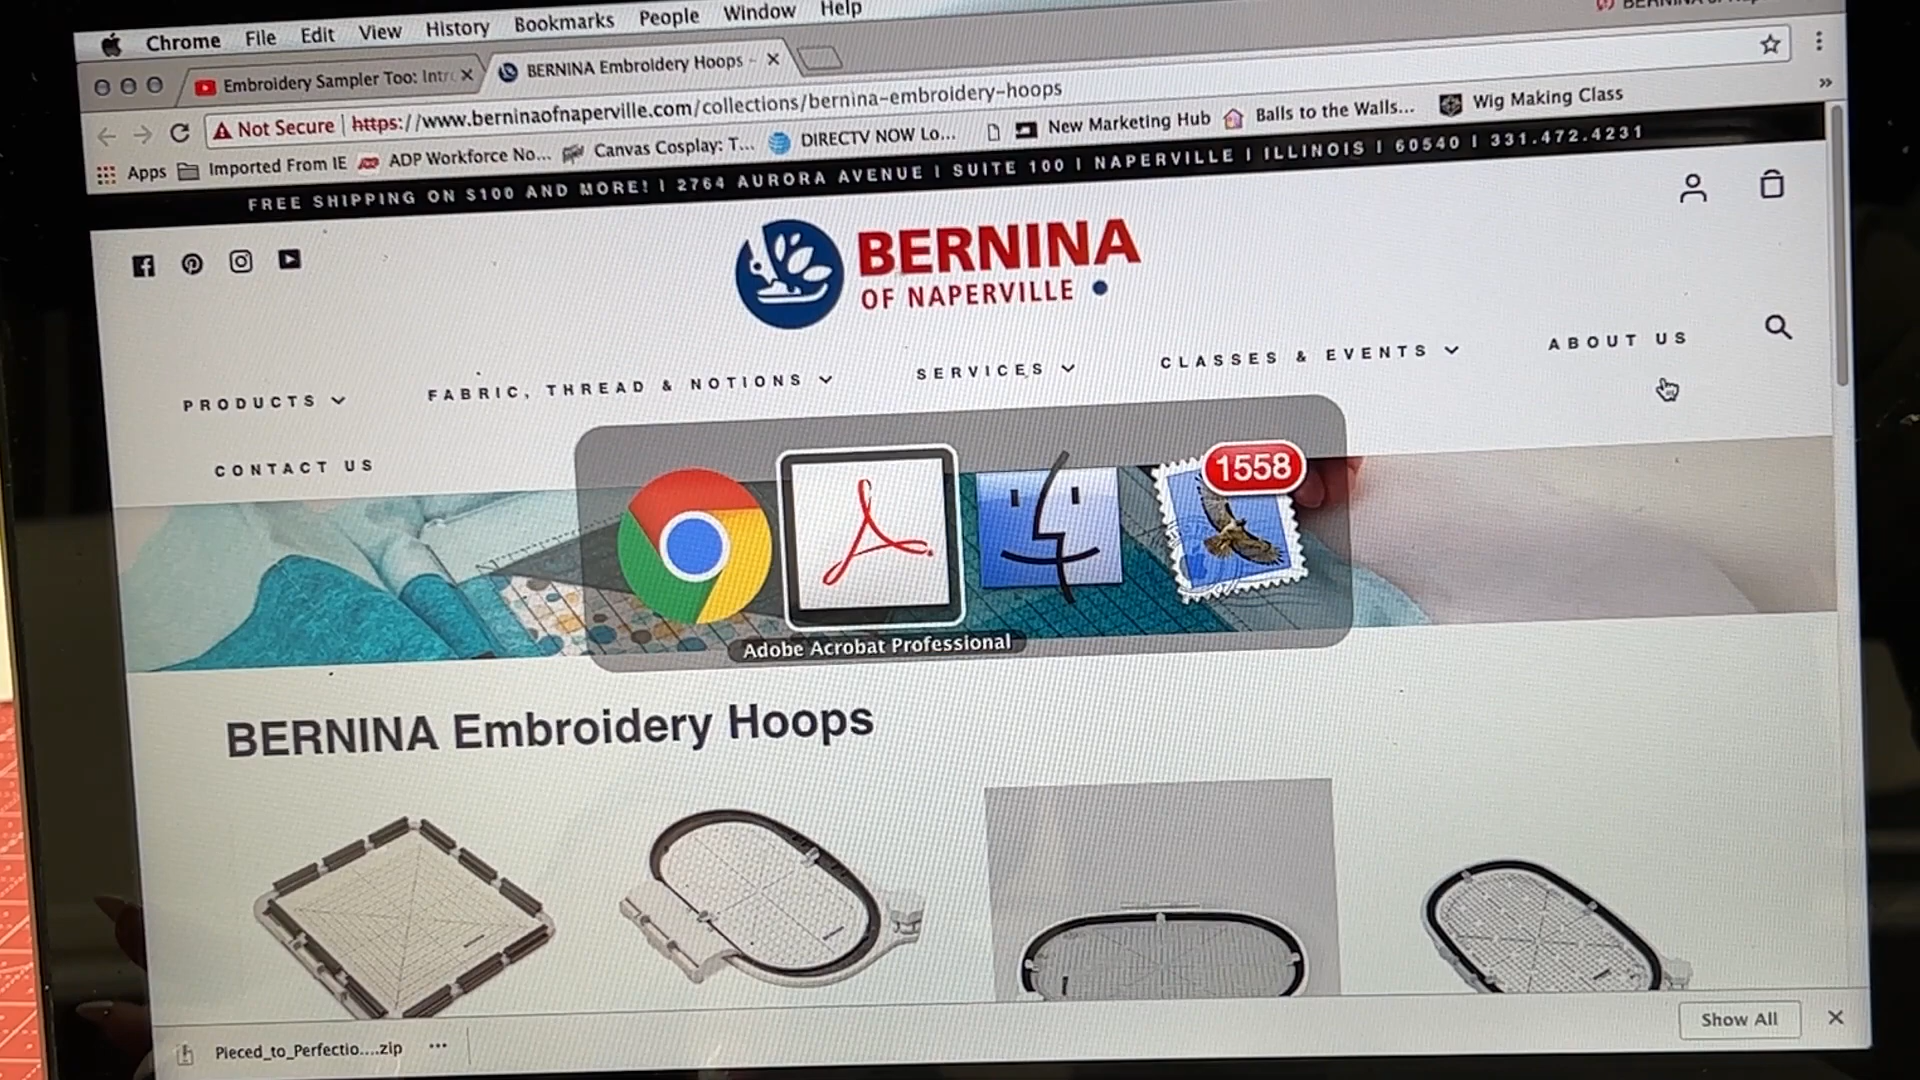 Chrome File Edit View History Bookmarks People Window Help
Embroidery Sampler Too: Intr
BERNINA Embroidery Hoops -
Not Secure | https://www.berninaofnaperville.com/collections/bernina-embroidery-hoops
Apps Imported From IE ADP Workforce No... Canvas Cosplay: T... DIRECTV NOW Lo... New Marketing Hub Balls to the Walls... Wig Making Class »
FREE SHIPPING ON $100 AND MORE! | 2764 AURORA AVENUE | SUITE 100 | NAPERVILLE | ILLINOIS | 60540 | 331.472.4231
BERNINA
OF NAPERVILLE
PRODUCTS FABRIC, THREAD & NOTIONS SERVICES CLASSES & EVENTS ABOUT US
CONTACT US
1558
Adobe Acrobat Professional
BERNINA Embroidery Hoops
Pieced_to_Perfectio....zip
Show All